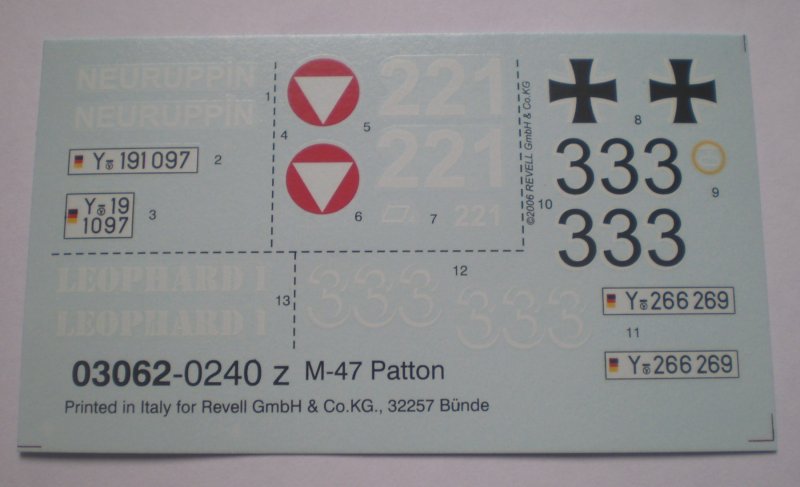 NEURUPPIN
NEURUPPIN
1
Y 191 097
2
Y 19
1097
3
4
5
6
221
221
221
7
©2006 REVELL GmbH & Co.KG
8
333
9
10
333
LEOPHARD 1
LEOPHARD 1
13
333
12
333
Y 266 269
11
Y 266 269
03062-0240 z M-47 Patton
Printed in Italy for Revell GmbH & Co.KG., 32257 Bünde